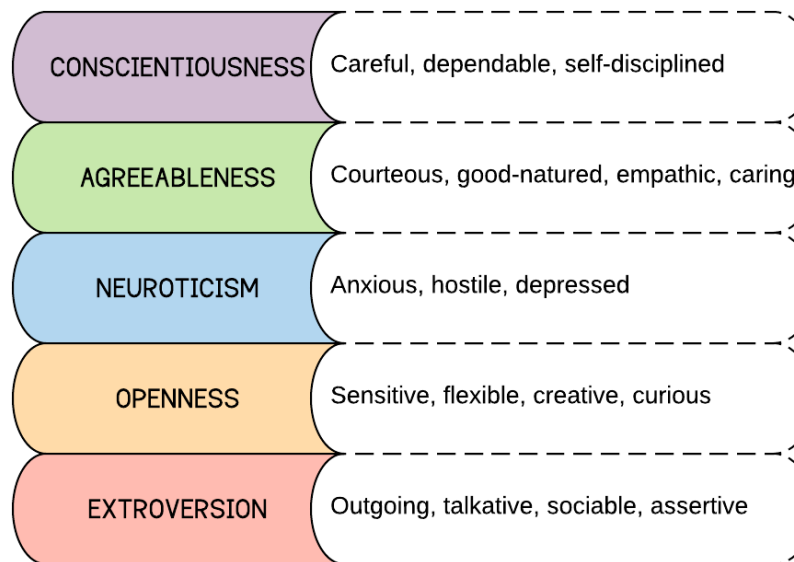 CONSCIENTIOUSNESS Careful, dependable, self-disciplined
AGREEABLENESS Courteous, good-natured, empathic, caring
NEUROTICISM Anxious, hostile, depressed
OPENNESS Sensitive, flexible, creative, curious
EXTROVERSION Outgoing, talkative, sociable, assertive